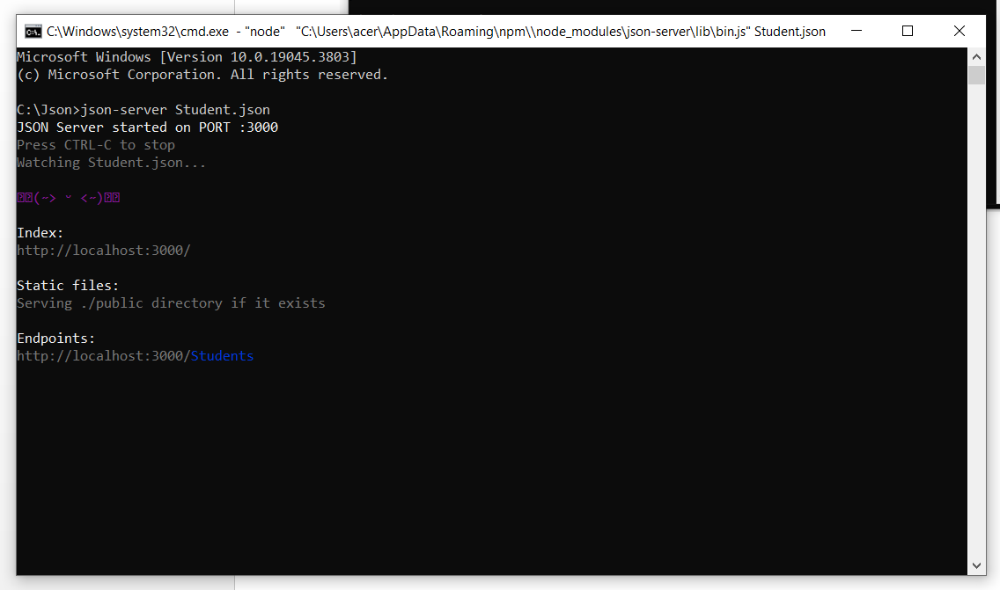 C:\Windows\system32\cmd.exe - "node" "C:\Users\acer\AppData\Roaming\npm\\node_modules\json-server\lib\bin.js" Student.json
Microsoft Windows [Version 10.0.19045.3803]
(c) Microsoft Corporation. All rights reserved.
C:\Json>json-server Student.json
JSON Server started on PORT :3000
Press CTRL-C to stop
Watching Student.json...
(~> ᵕ <~)
Index:
http://localhost:3000/
Static files:
Serving ./public directory if it exists
Endpoints:
http://localhost:3000/Students